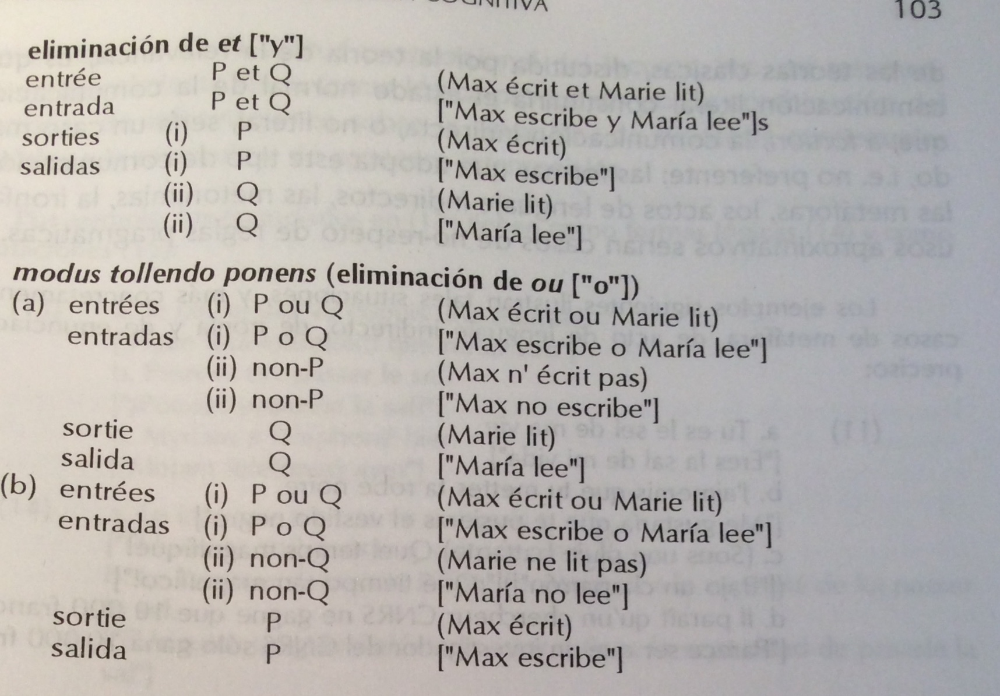 COGNITIVA 103
eliminación de et ["y"]
entrée P et Q (Max écrit et Marie lit)
entrada P et Q ["Max escribe y María lee"]s
sorties (i) P (Max écrit)
salidas (i) P ["Max escribe"]
(ii) Q (Marie lit)
(ii) Q ["María lee"]
modus tollendo ponens (eliminación de ou ["o"])
(a) entrées (i) P ou Q (Max écrit ou Marie lit)
entradas (i) P o Q ["Max escribe o María lee"]
(ii) non-P (Max n' écrit pas)
(ii) non-P ["Max no escribe"]
sortie Q (Marie lit)
salida Q ["María lee"]
(b) entrées (i) P ou Q (Max écrit ou Marie lit)
entradas (i) P o Q ["Max escribe o María lee"]
(ii) non-Q (Marie ne lit pas)
(ii) non-Q ["María no lee"]
sortie P (Max écrit)
salida P ["Max escribe"]